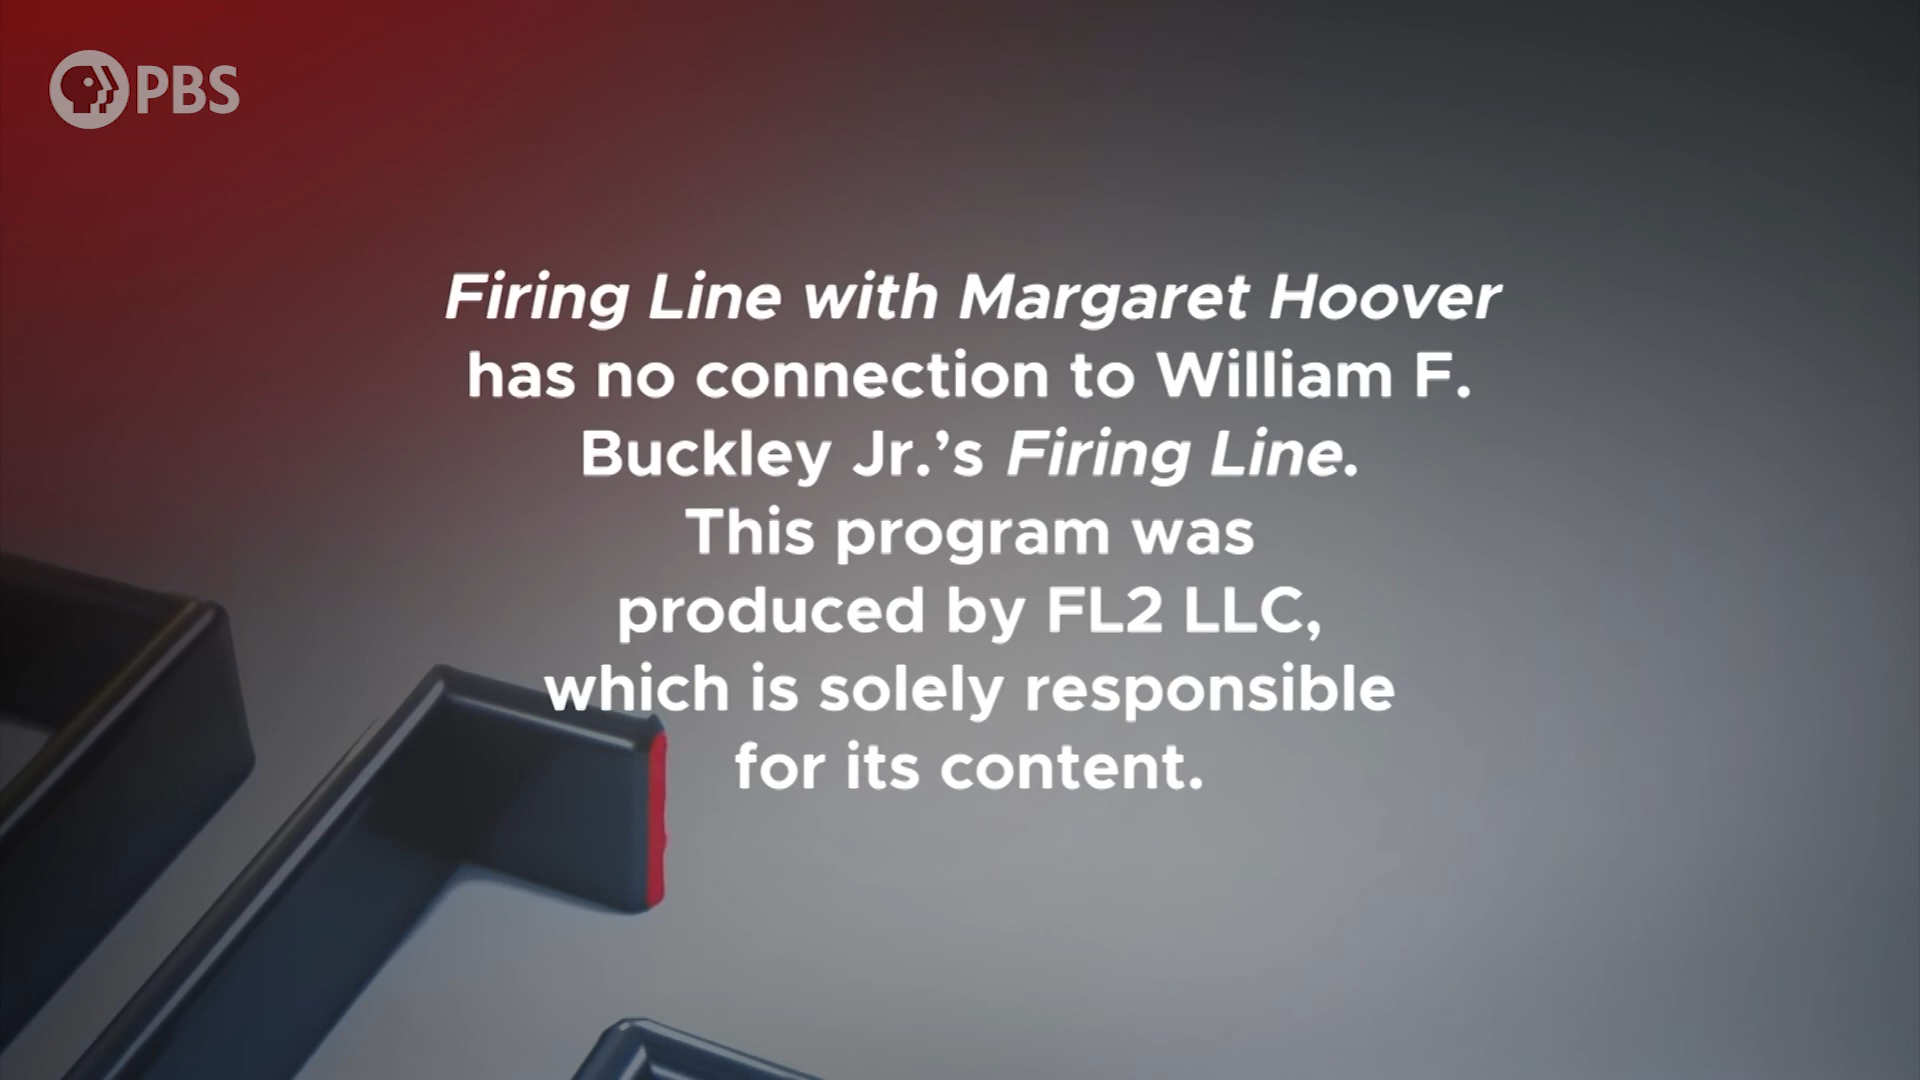 PBS
Firing Line with Margaret Hoover
has no connection to William F.
Buckley Jr.’s Firing Line.
This program was
produced by FL2 LLC,
which is solely responsible
for its content.